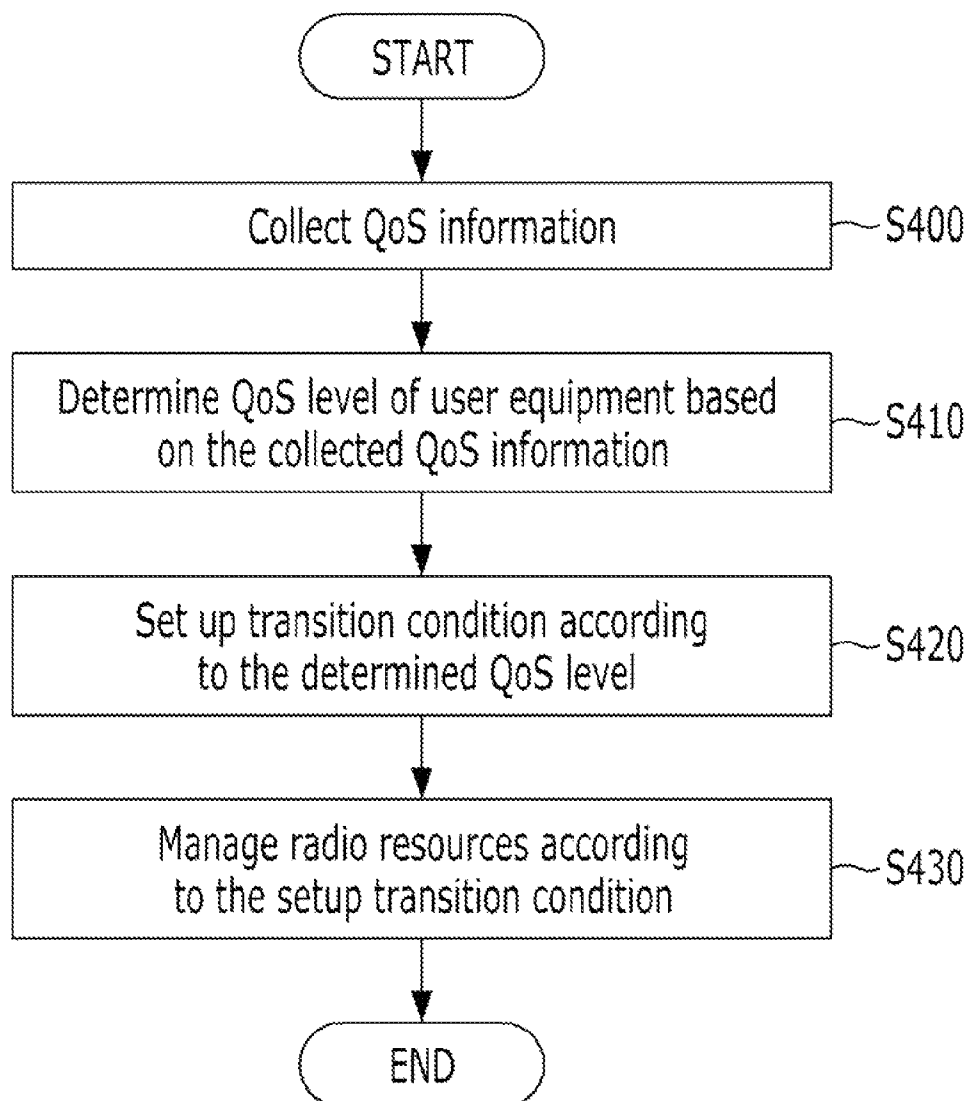 START
Collect QoS information
S400
Determine QoS level of user equipment based
on the collected QoS information
S410
Set up transition condition according
to the determined QoS level
S420
Manage radio resources according
to the setup transition condition
S430
END